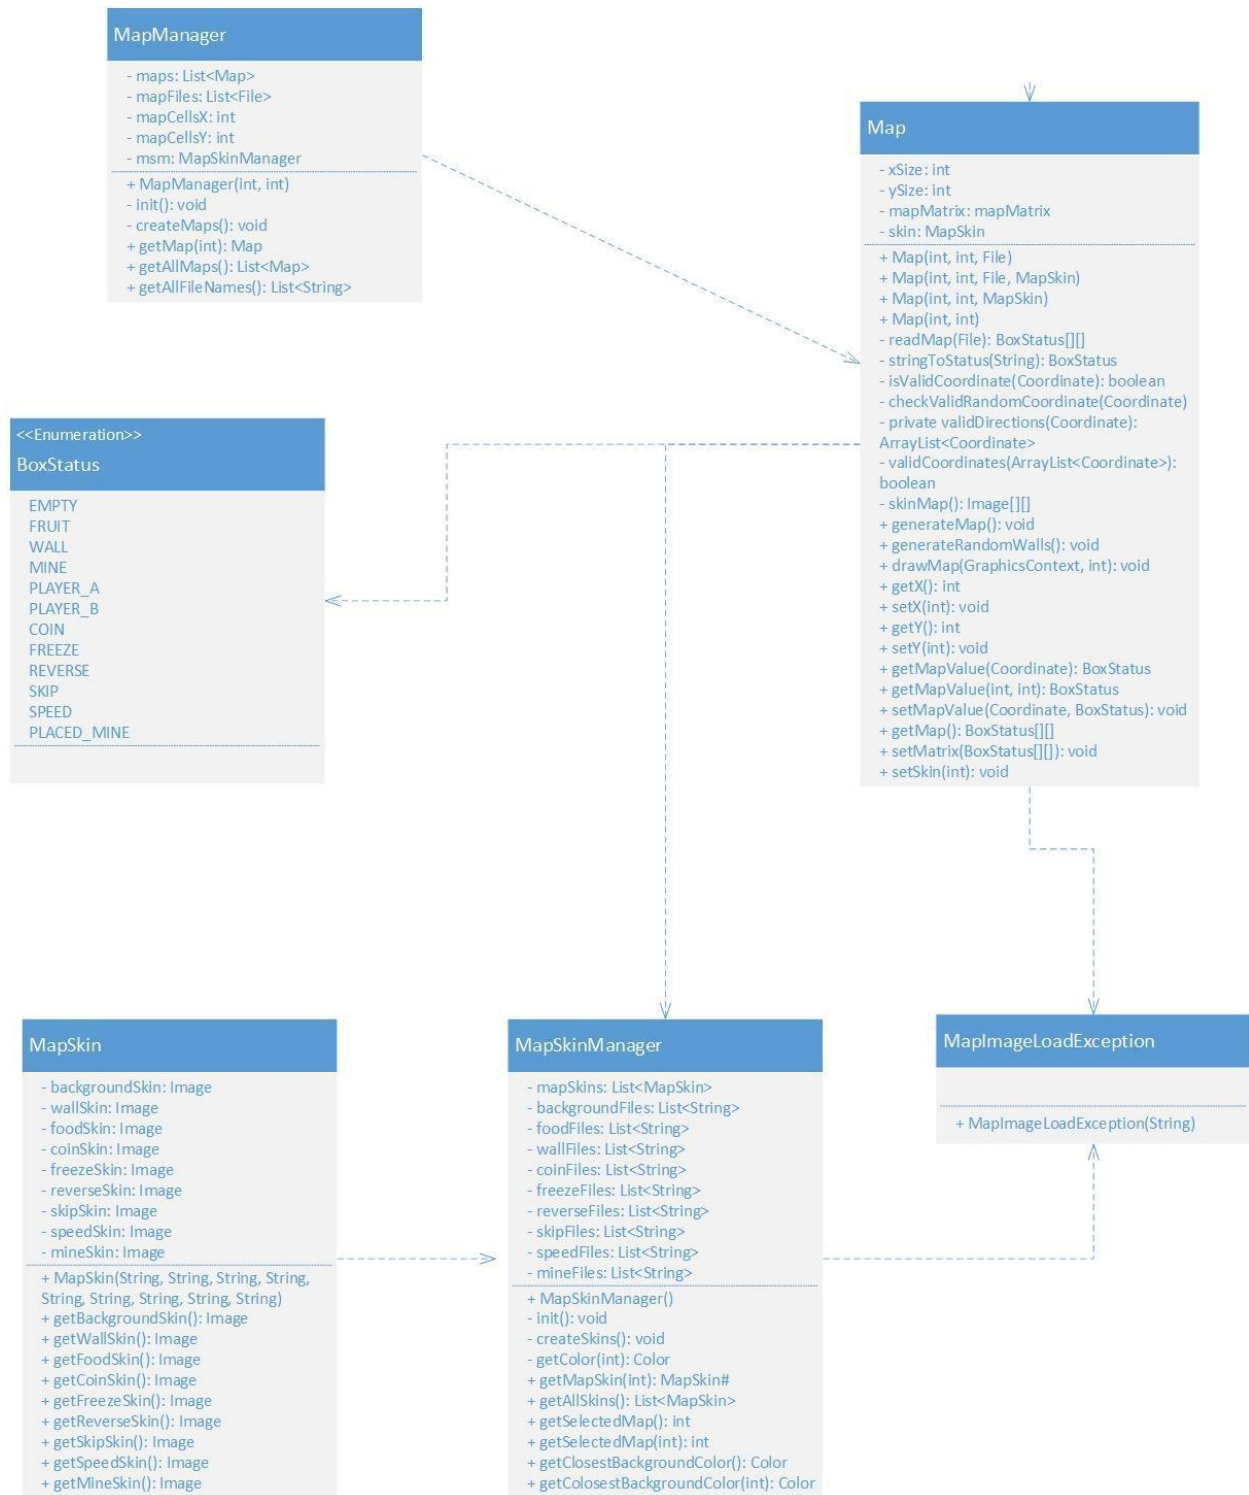 MapManager
- maps: List<Map>
- mapFiles: List<File>
- mapCellsX: int
- mapCellsY: int
- msm: MapSkinManager
+ MapManager(int, int)
- init(): void
- createMaps(): void
+ getMap(int): Map
+ getAllMaps(): List<Map>
+ getAllFileNames(): List<String>
Map
- xSize: int
- ySize: int
- mapMatrix: mapMatrix
- skin: MapSkin
+ Map(int, int, File)
+ Map(int, int, File, MapSkin)
+ Map(int, int, MapSkin)
+ Map(int, int)
- readMap(File): BoxStatus[][]
- stringToStatus(String): BoxStatus
- isValidCoordinate(Coordinate): boolean
- checkValidRandomCoordinate(Coordinate)
- private validDirections(Coordinate):
ArrayList<Coordinate>
- validCoordinates(ArrayList<Coordinate>):
boolean
- skinMap(): Image[][]
+ generateMap(): void
+ generateRandomWalls(): void
+ drawMap(GraphicsContext, int): void
+ getX(): int
+ setX(int): void
+ getY(): int
+ setY(int): void
+ getMapValue(Coordinate): BoxStatus
+ getMapValue(int, int): BoxStatus
+ setMapValue(Coordinate, BoxStatus): void
+ getMap(): BoxStatus[][]
+ setMatrix(BoxStatus[][]): void
+ setSkin(int): void
<<Enumeration>>
BoxStatus
EMPTY
FRUIT
WALL
MINE
PLAYER_A
PLAYER_B
COIN
FREEZE
REVERSE
SKIP
SPEED
PLACED_MINE
MapSkin
- backgroundSkin: Image
- wallSkin: Image
- foodSkin: Image
- coinSkin: Image
- freezeSkin: Image
- reverseSkin: Image
- skipSkin: Image
- speedSkin: Image
- mineSkin: Image
+ MapSkin(String, String, String, String,
String, String, String, String, String)
+ getBackgroundSkin(): Image
+ getWallSkin(): Image
+ getFoodSkin(): Image
+ getCoinSkin(): Image
+ getFreezeSkin(): Image
+ getReverseSkin(): Image
+ getSkipSkin(): Image
+ getSpeedSkin(): Image
+ getMineSkin(): Image
MapSkinManager
- mapSkins: List<MapSkin>
- backgroundFiles: List<String>
- foodFiles: List<String>
- wallFiles: List<String>
- coinFiles: List<String>
- freezeFiles: List<String>
- reverseFiles: List<String>
- skipFiles: List<String>
- speedFiles: List<String>
- mineFiles: List<String>
+ MapSkinManager()
- init(): void
- createSkins(): void
- getColor(int): Color
+ getMapSkin(int): MapSkin#
+ getAllSkins(): List<MapSkin>
+ getSelectedMap(): int
+ getSelectedMap(int): int
+ getClosestBackgroundColor(): Color
+ getColosestBackgroundColor(int): Color
MapImageLoadException
+ MapImageLoadException(String)